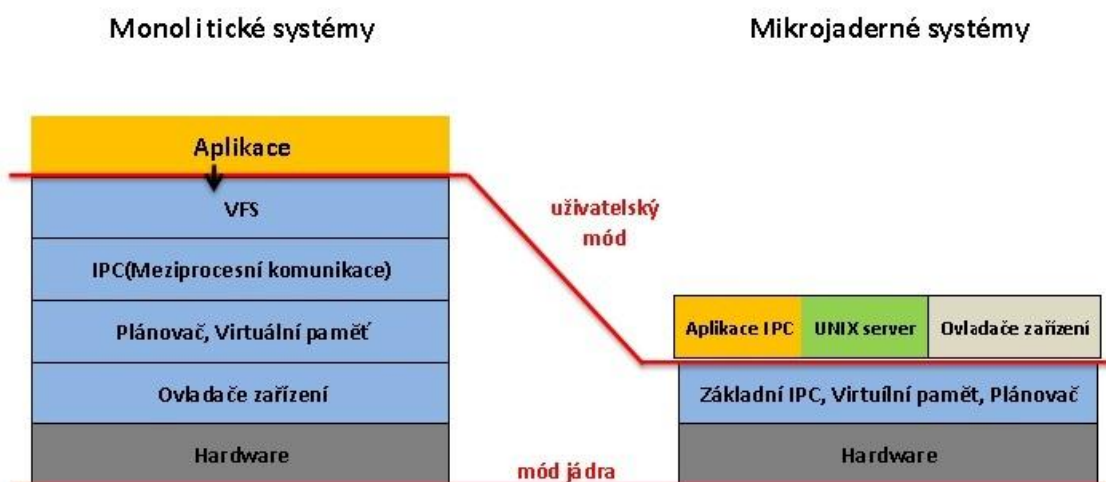 Monolitické systémy
Mikrojaderné systémy
Aplikace
VFS
IPC(Meziprocesní komunikace)
Plánovač, Virtuální paměť
Ovladače zařízení
Hardware
uživatelský
mód
mód jádra
Aplikace IPC
UNIX server
Ovladače zařízení
Základní IPC, Virtuílní pamět, Plánovač
Hardware